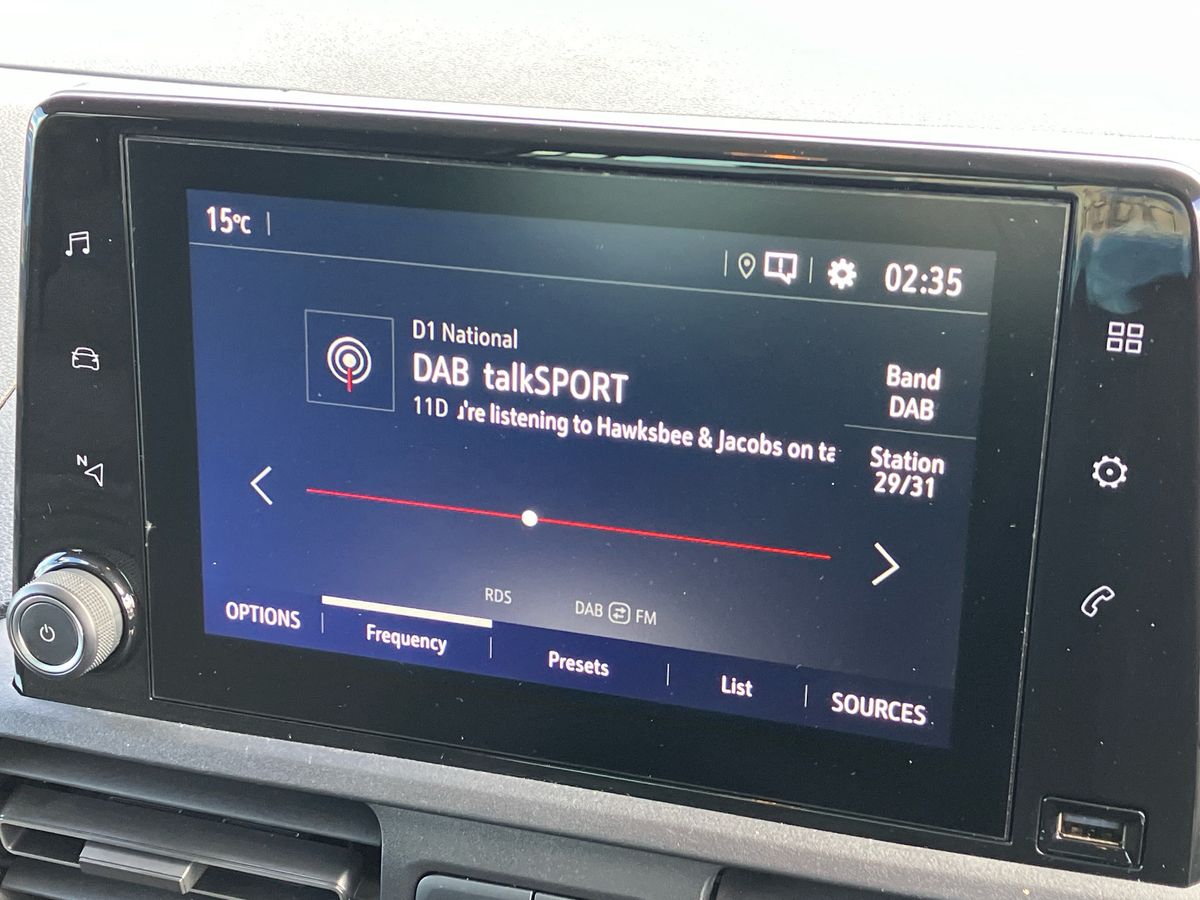 15°C
02:35
D1 National
DAB talkSPORT
11D 're listening to Hawksbee & Jacobs on ta
Band
DAB
Station
29/31
N
RDS
DAB FM
OPTIONS
Frequency
Presets
List
SOURCES